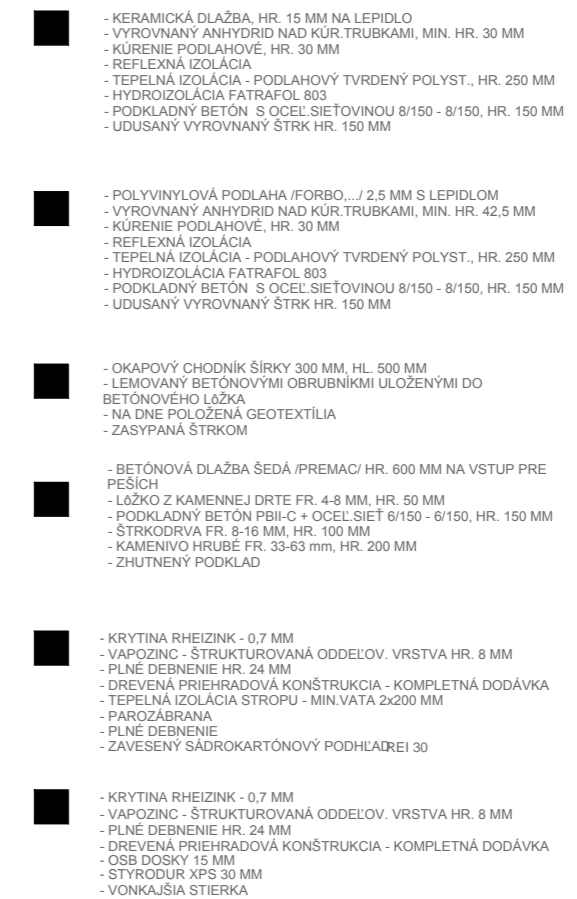 - KERAMICKÁ DLAŽBA, HR. 15 MM NA LEPIDLO
- VYROVNANÝ ANHYDRID NAD KÚR.TRUBKAMI, MIN. HR. 30 MM
- KÚRENIE PODLAHOVÉ, HR. 30 MM
- REFLEXNÁ IZOLÁCIA
- TEPELNÁ IZOLÁCIA - PODLAHOVÝ TVRDENÝ POLYST., HR. 250 MM
- HYDROIZOLÁCIA FATRAFOL 803
- PODKLADNÝ BETÓN S OCEĽ.SIEŤOVINOU 8/150 - 8/150, HR. 150 MM
- UDUSANÝ VYROVNANÝ ŠTRK HR. 150 MM
- POLYVINYLOVÁ PODLAHA /FORBO,.../ 2,5 MM S LEPIDLOM
- VYROVNANÝ ANHYDRID NAD KÚR.TRUBKAMI, MIN. HR. 42,5 MM
- KÚRENIE PODLAHOVÉ, HR. 30 MM
- REFLEXNÁ IZOLÁCIA
- TEPELNÁ IZOLÁCIA - PODLAHOVÝ TVRDENÝ POLYST., HR. 250 MM
- HYDROIZOLÁCIA FATRAFOL 803
- PODKLADNÝ BETÓN S OCEĽ.SIEŤOVINOU 8/150 - 8/150, HR. 150 MM
- UDUSANÝ VYROVNANÝ ŠTRK HR. 150 MM
- OKAPOVÝ CHODNÍK ŠÍRKY 300 MM, HL. 500 MM
- LEMOVANÝ BETÓNOVÝMI OBRUBNÍKMI ULOŽENÝMI DO
BETÓNOVÉHO LôŽKA
- NA DNE POLOŽENÁ GEOTEXTÍLIA
- ZASYPANÁ ŠTRKOM
- BETÓNOVÁ DLAŽBA ŠEDÁ /PREMAC/ HR. 600 MM NA VSTUP PRE
PEŠÍCH
- LôŽKO Z KAMENNEJ DRTE FR. 4-8 MM, HR. 50 MM
- PODKLADNÝ BETÓN PBII-C + OCEĽ.SIEŤ 6/150 - 6/150, HR. 150 MM
- ŠTRKODRVA FR. 8-16 MM, HR. 100 MM
- KAMENIVO HRUBÉ FR. 33-63 mm, HR. 200 MM
- ZHUTNENÝ PODKLAD
- KRYTINA RHEIZINK - 0,7 MM
- VAPOZINC - ŠTRUKTUROVANÁ ODDEĽOV. VRSTVA HR. 8 MM
- PLNÉ DEBNENIE HR. 24 MM
- DREVENÁ PRIEHRADOVÁ KONŠTRUKCIA - KOMPLETNÁ DODÁVKA
- TEPELNÁ IZOLÁCIA STROPU - MIN.VATA 2x200 MM
- PAROZÁBRANA
- PLNÉ DEBNENIE
- ZAVESENÝ SÁDROKARTÓNOVÝ PODHĽAD REI 30
- KRYTINA RHEIZINK - 0,7 MM
- VAPOZINC - ŠTRUKTUROVANÁ ODDEĽOV. VRSTVA HR. 8 MM
- PLNÉ DEBNENIE HR. 24 MM
- DREVENÁ PRIEHRADOVÁ KONŠTRUKCIA - KOMPLETNÁ DODÁVKA
- OSB DOSKY 15 MM
- STYRODUR XPS 30 MM
- VONKAJŠIA STIERKA